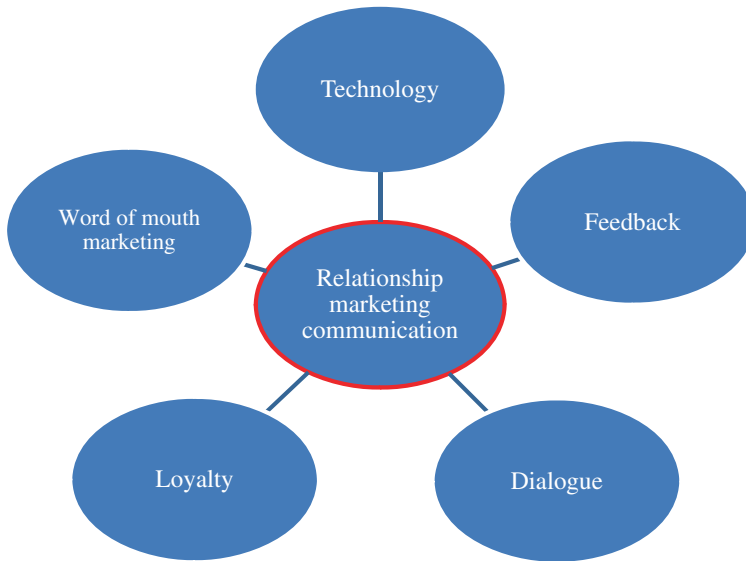 Technology
Word of mouth
marketing
Feedback
Relationship
marketing
communication
Loyalty
Dialogue